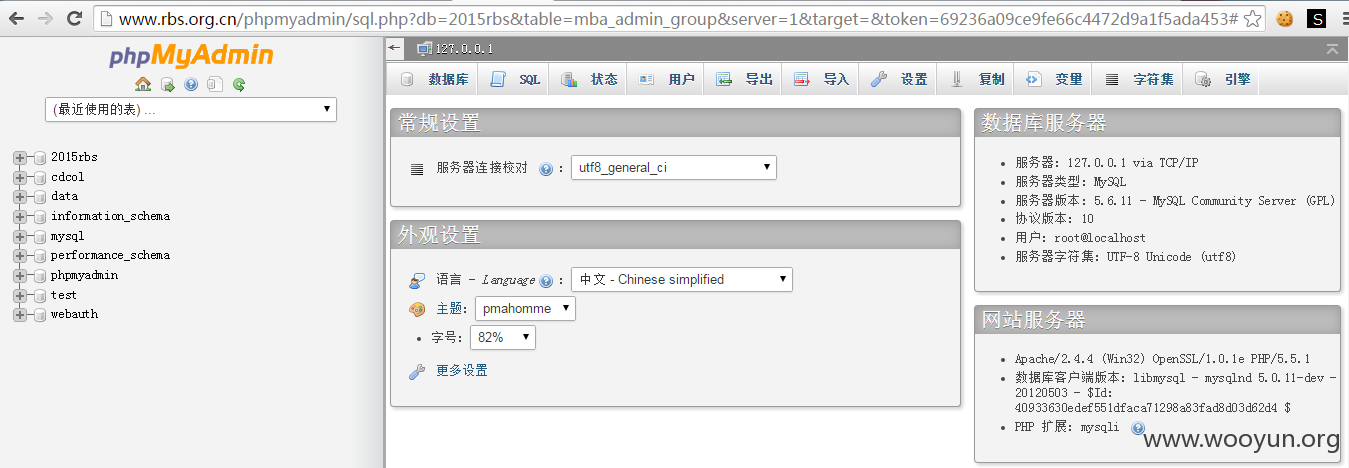 www.rbs.org.cn/phpmyadmin/sql.php?db=2015rbs&table=mba_admin_group&server=1&target=&token=69236a09ce9fe66c4472d9a1f5ada453#
S
phpMyAdmin
(最近使用的表) ...
2015rbs
cdcol
data
information_schema
mysql
performance_schema
phpmyadmin
test
webauth
127.0.0.1
数据库 SQL 状态 用户 导出 导入 设置 复制 变量 字符集 引擎
常规设置
服务器连接校对 : utf8_general_ci
外观设置
语言 - Language : 中文 - Chinese simplified
主题: pmahomme
字号: 82%
更多设置
数据库服务器
服务器: 127.0.0.1 via TCP/IP
服务器类型: MySQL
服务器版本: 5.6.11 - MySQL Community Server (GPL)
协议版本: 10
用户: root@localhost
服务器字符集: UTF-8 Unicode (utf8)
网站服务器
Apache/2.4.4 (Win32) OpenSSL/1.0.1e PHP/5.5.1
数据库客户端版本: libmysql - mysqlnd 5.0.11-dev -
20120503 - $Id:
40933630edef551dfaca71298a83fad8d03d62d4 $
PHP 扩展: mysqli
www.wooyun.org